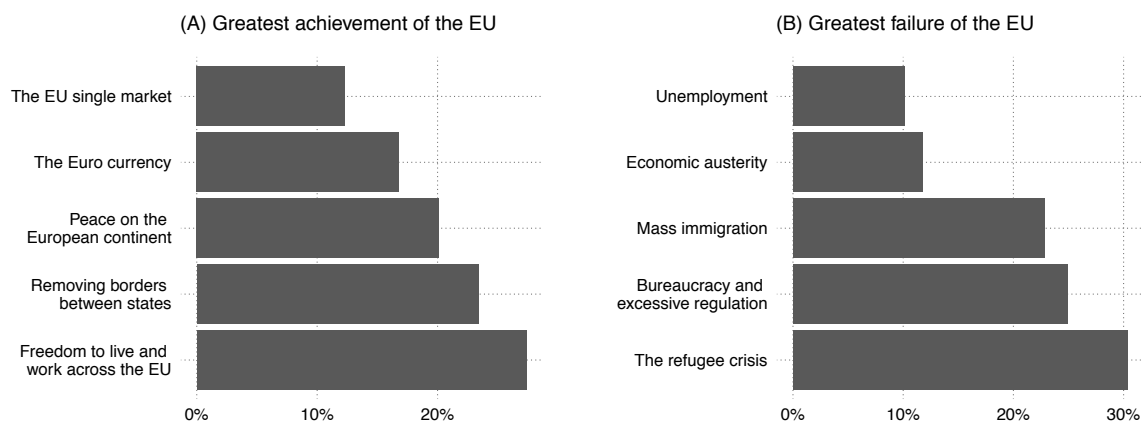 (A) Greatest achievement of the EU
The EU single market
The Euro currency
Peace on the
European continent
Removing borders
between states
Freedom to live and
work across the EU
0% 10% 20%
(B) Greatest failure of the EU
Unemployment
Economic austerity
Mass immigration
Bureaucracy and
excessive regulation
The refugee crisis
0% 10% 20% 30%